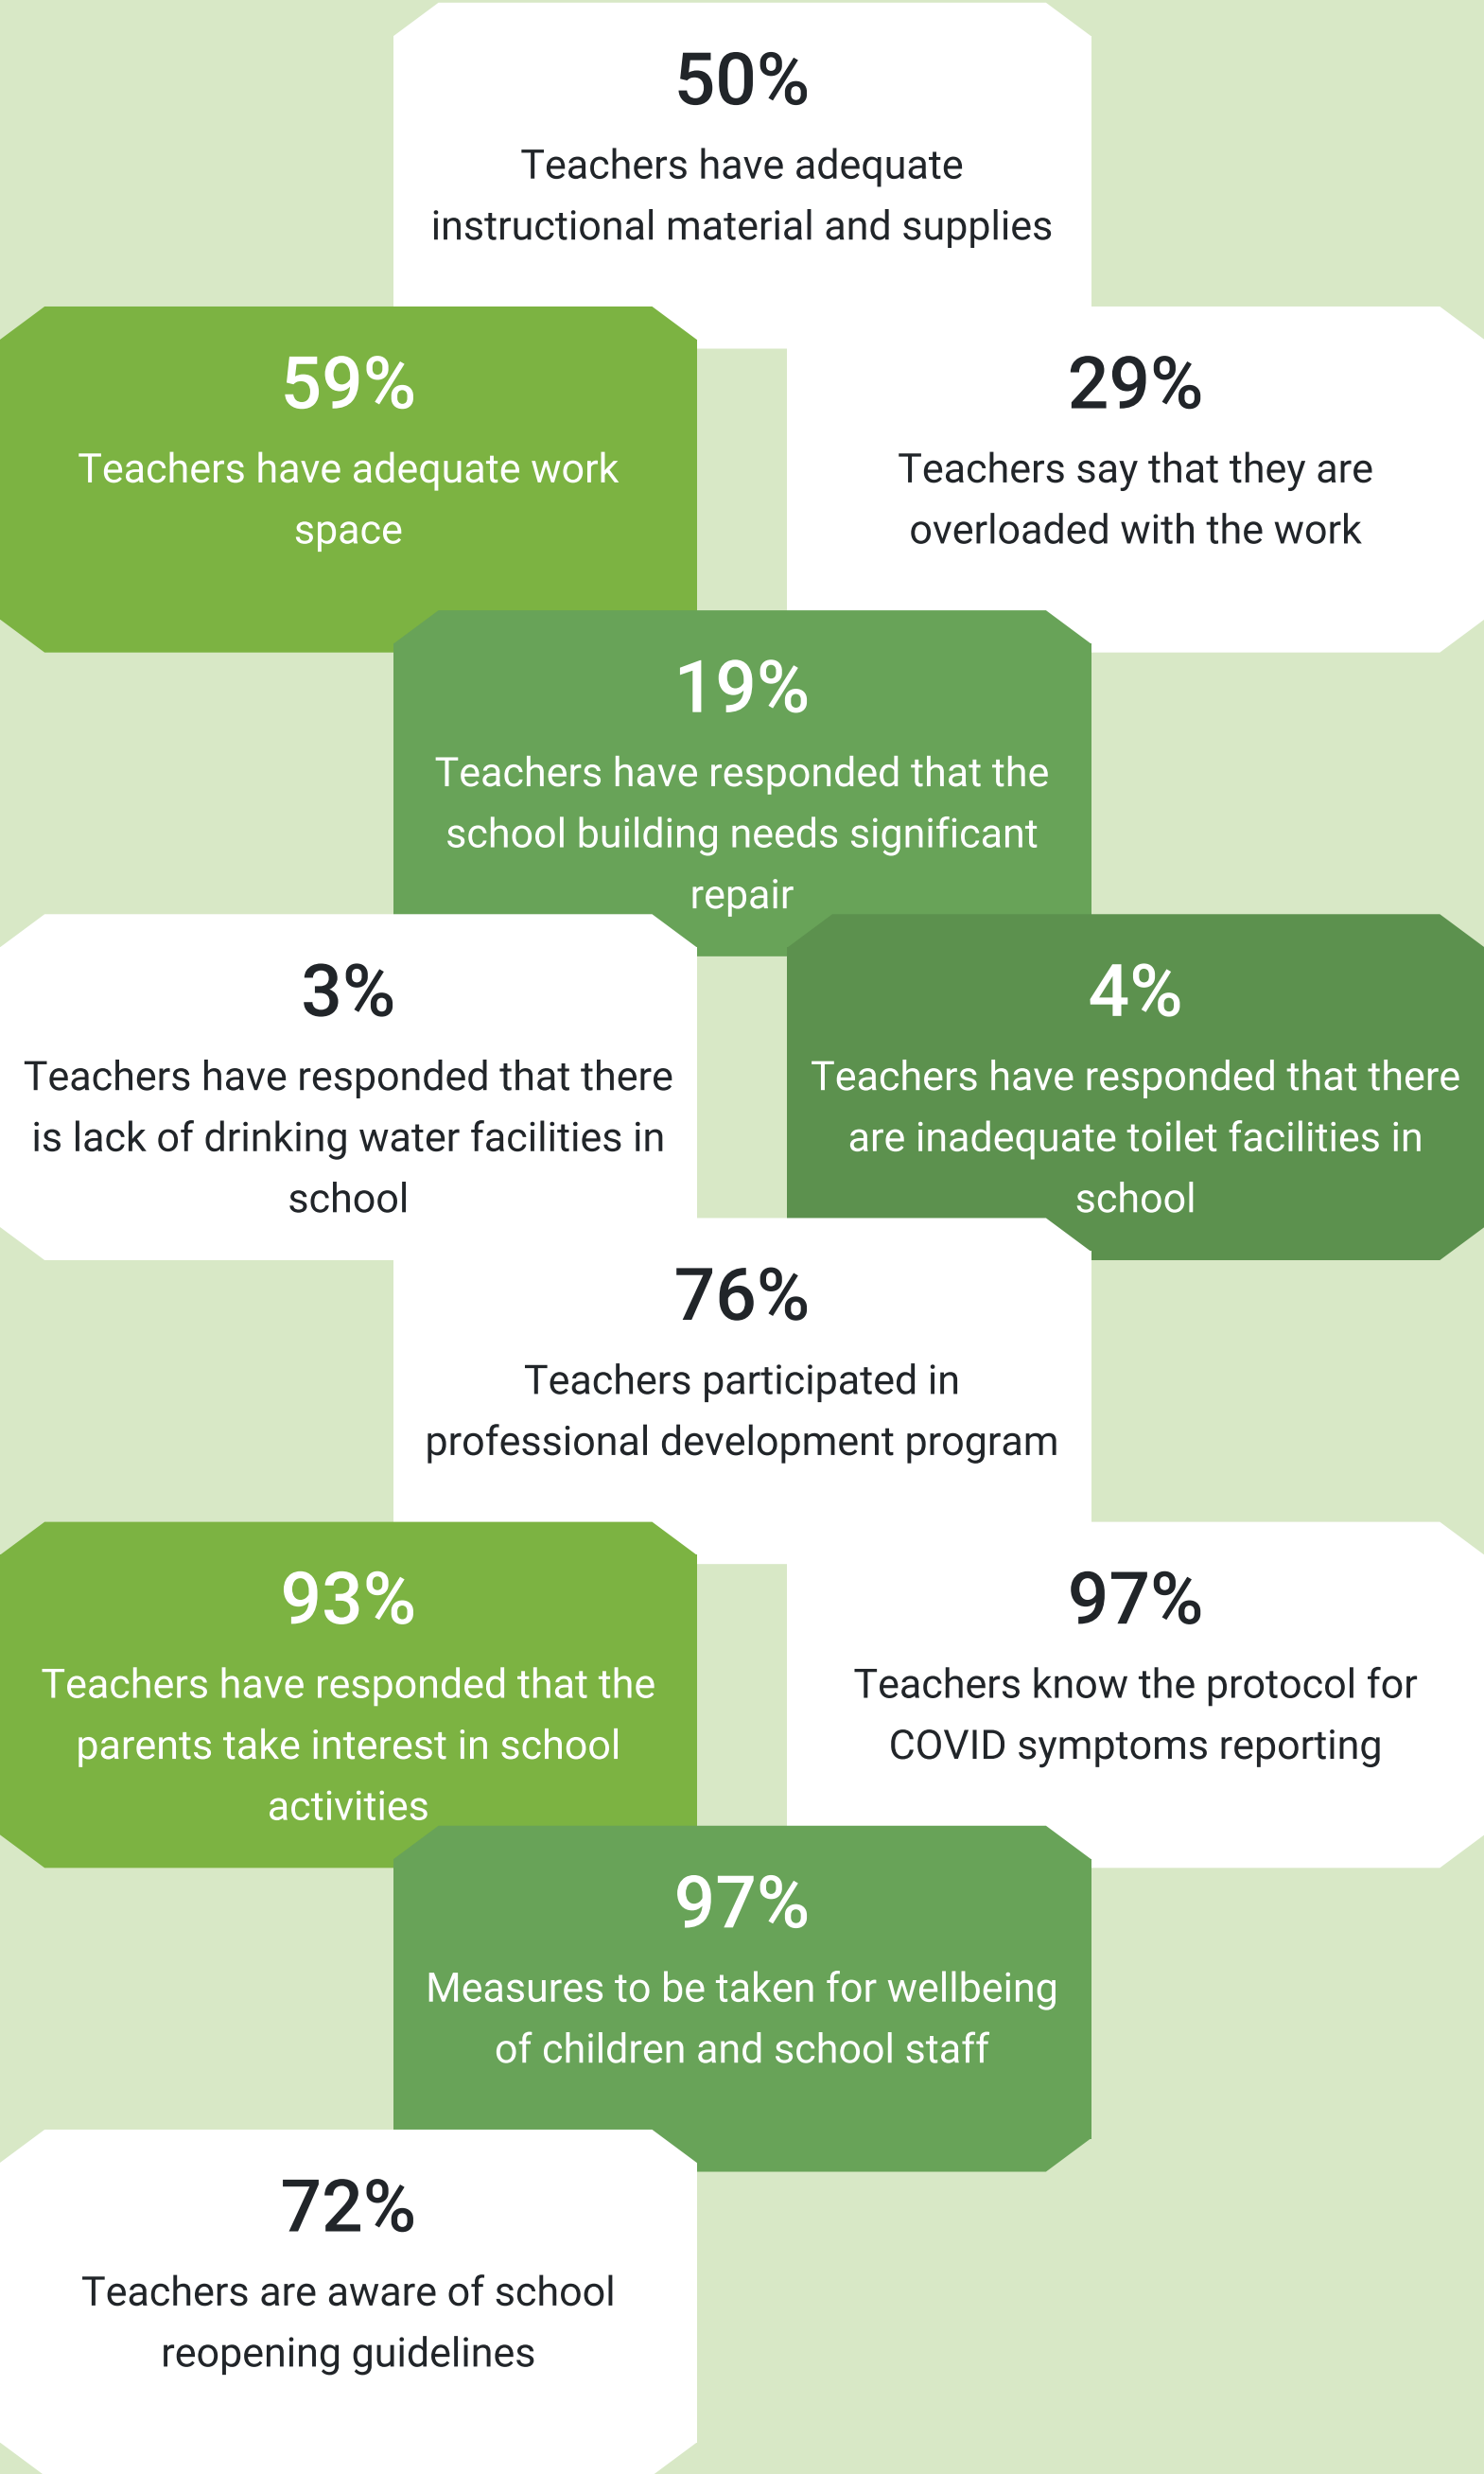 50%
Teachers have adequate
instructional material and supplies
59%
Teachers have adequate work
space
29%
Teachers say that they are
overloaded with the work
19%
Teachers have responded that the
school building needs significant
repair
3%
Teachers have responded that there
is lack of drinking water facilities in
school
4%
Teachers have responded that there
are inadequate toilet facilities in
school
76%
Teachers participated in
professional development program
93%
Teachers have responded that the
parents take interest in school
activities
97%
Teachers know the protocol for
COVID symptoms reporting
97%
Measures to be taken for wellbeing
of children and school staff
72%
Teachers are aware of school
reopening guidelines